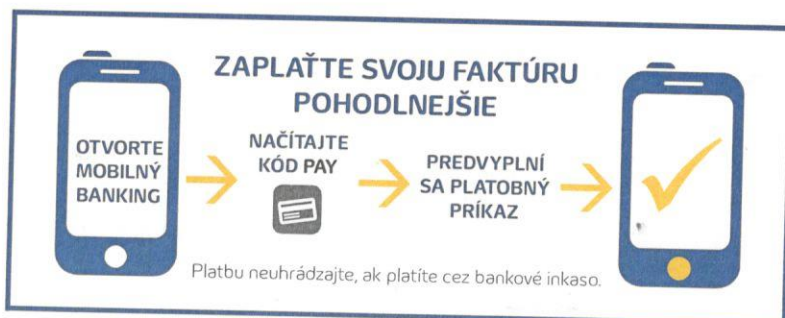 ZAPLAŤTE SVOJU FAKTÚRU
POHODLNEJŠIE
OTVORTE
MOBILNÝ
BANKING
NAČÍTAJTE
KÓD PAY
PREDVYPLNÍ
SA PLATOBNÝ
PRÍKAZ
Platbu neuhrádzajte, ak platíte cez bankové inkaso.